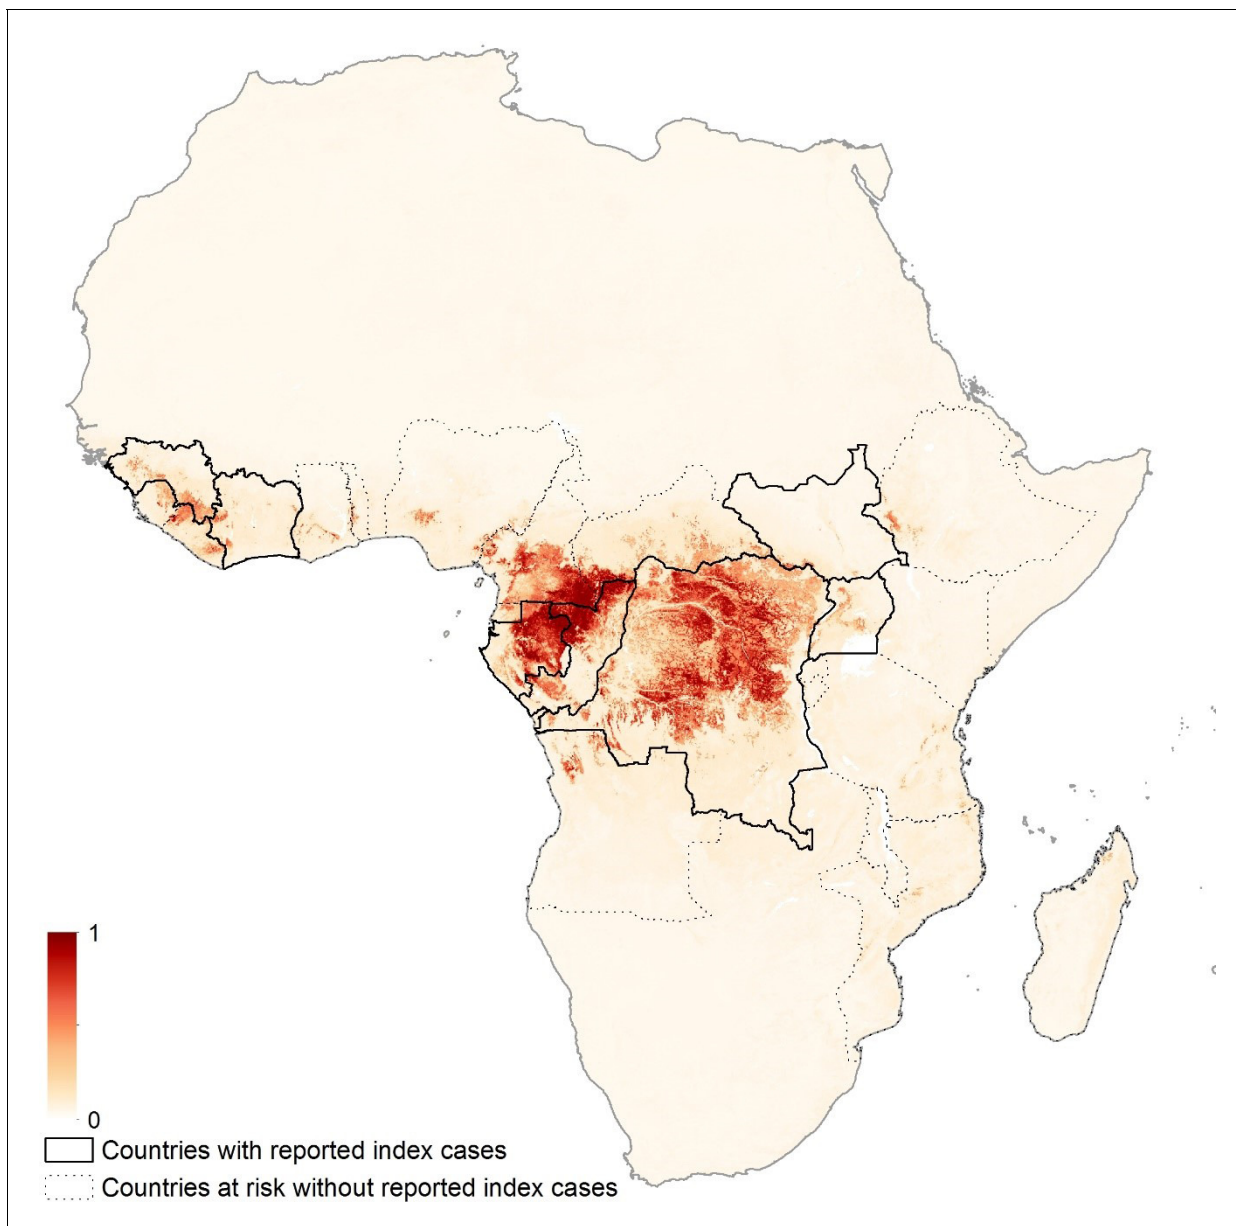 1
0
Countries with reported index cases
Countries at risk without reported index cases